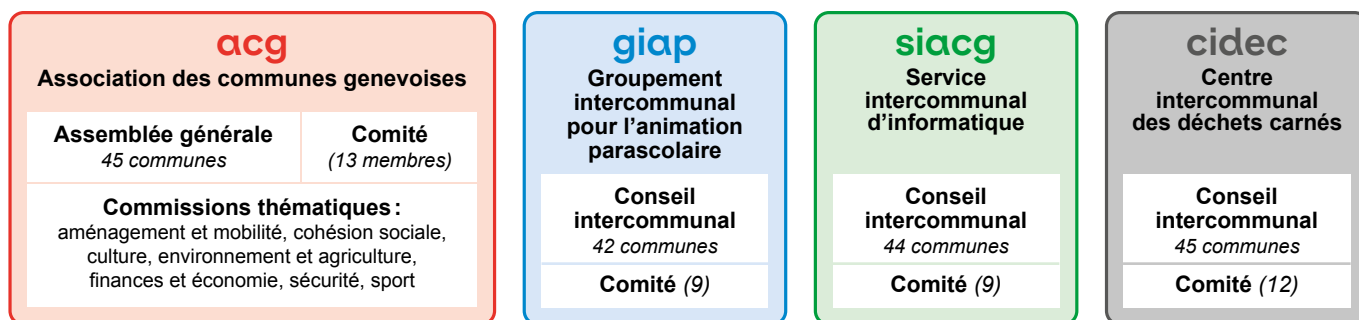 acg
Association des communes genevoises
Assemblée générale
45 communes
Comité
(13 membres)
Commissions thématiques :
aménagement et mobilité, cohésion sociale,
culture, environnement et agriculture,
finances et économie, sécurité, sport
giap
Groupement
intercommunal
pour l’animation
parascolaire
Conseil
intercommunal
42 communes
Comité (9)
siacg
Service
intercommunal
d’informatique
Conseil
intercommunal
44 communes
Comité (9)
cidec
Centre
intercommunal
des déchets carnés
Conseil
intercommunal
45 communes
Comité (12)